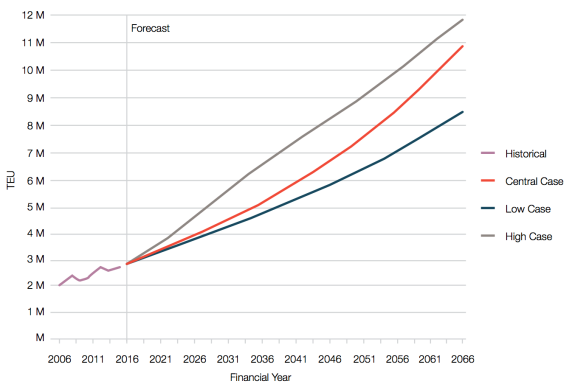 12 M
Forecast
11 M
10 M
9 M
8 M
7 M
6 M
5 M
4 M
3 M
2 M
1 M
M
TEU
2006 2011 2016 2021 2026 2031 2036 2041 2046 2051 2056 2061 2066
Financial Year
Historical
Central Case
Low Case
High Case